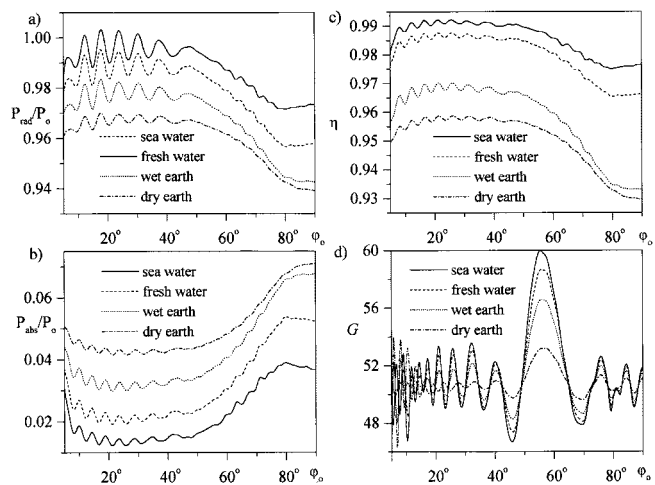 a)
1.00
0.98
P_rad/P_o
0.96
0.94
sea water
fresh water
wet earth
dry earth
20° 40° 60° 80° φ_o
c)
0.99
0.98
0.97
η
0.96
0.95
0.94
0.93
sea water
fresh water
wet earth
dry earth
20° 40° 60° 80° φ_o
b)
0.06
P_abs/P_o
0.04
0.02
sea water
fresh water
wet earth
dry earth
20° 40° 60° 80° φ_o
d)
60
56
G
52
48
sea water
fresh water
wet earth
dry earth
20° 40° 60° 80° φ_o